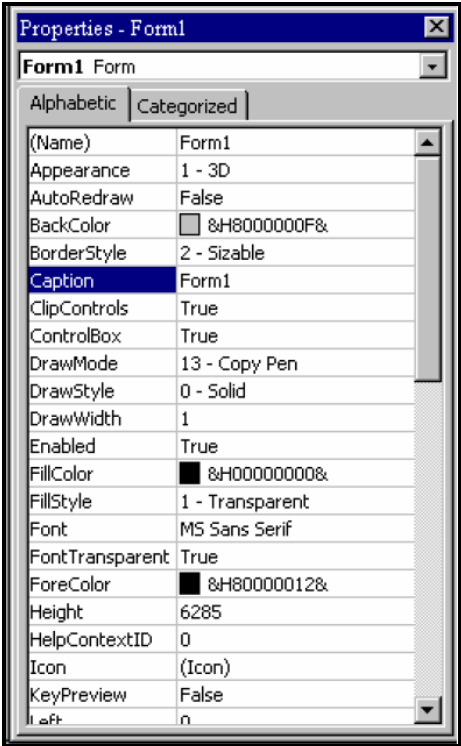 Properties - Form1
Form1 Form
Alphabetic Categorized
(Name) Form1
Appearance 1 - 3D
AutoRedraw False
BackColor &H8000000F&
BorderStyle 2 - Sizable
Caption Form1
ClipControls True
ControlBox True
DrawMode 13 - Copy Pen
DrawStyle 0 - Solid
DrawWidth 1
Enabled True
FillColor &H00000000&
FillStyle 1 - Transparent
Font MS Sans Serif
FontTransparent True
ForeColor &H80000012&
Height 6285
HelpContextID 0
Icon (Icon)
KeyPreview False
Left 0